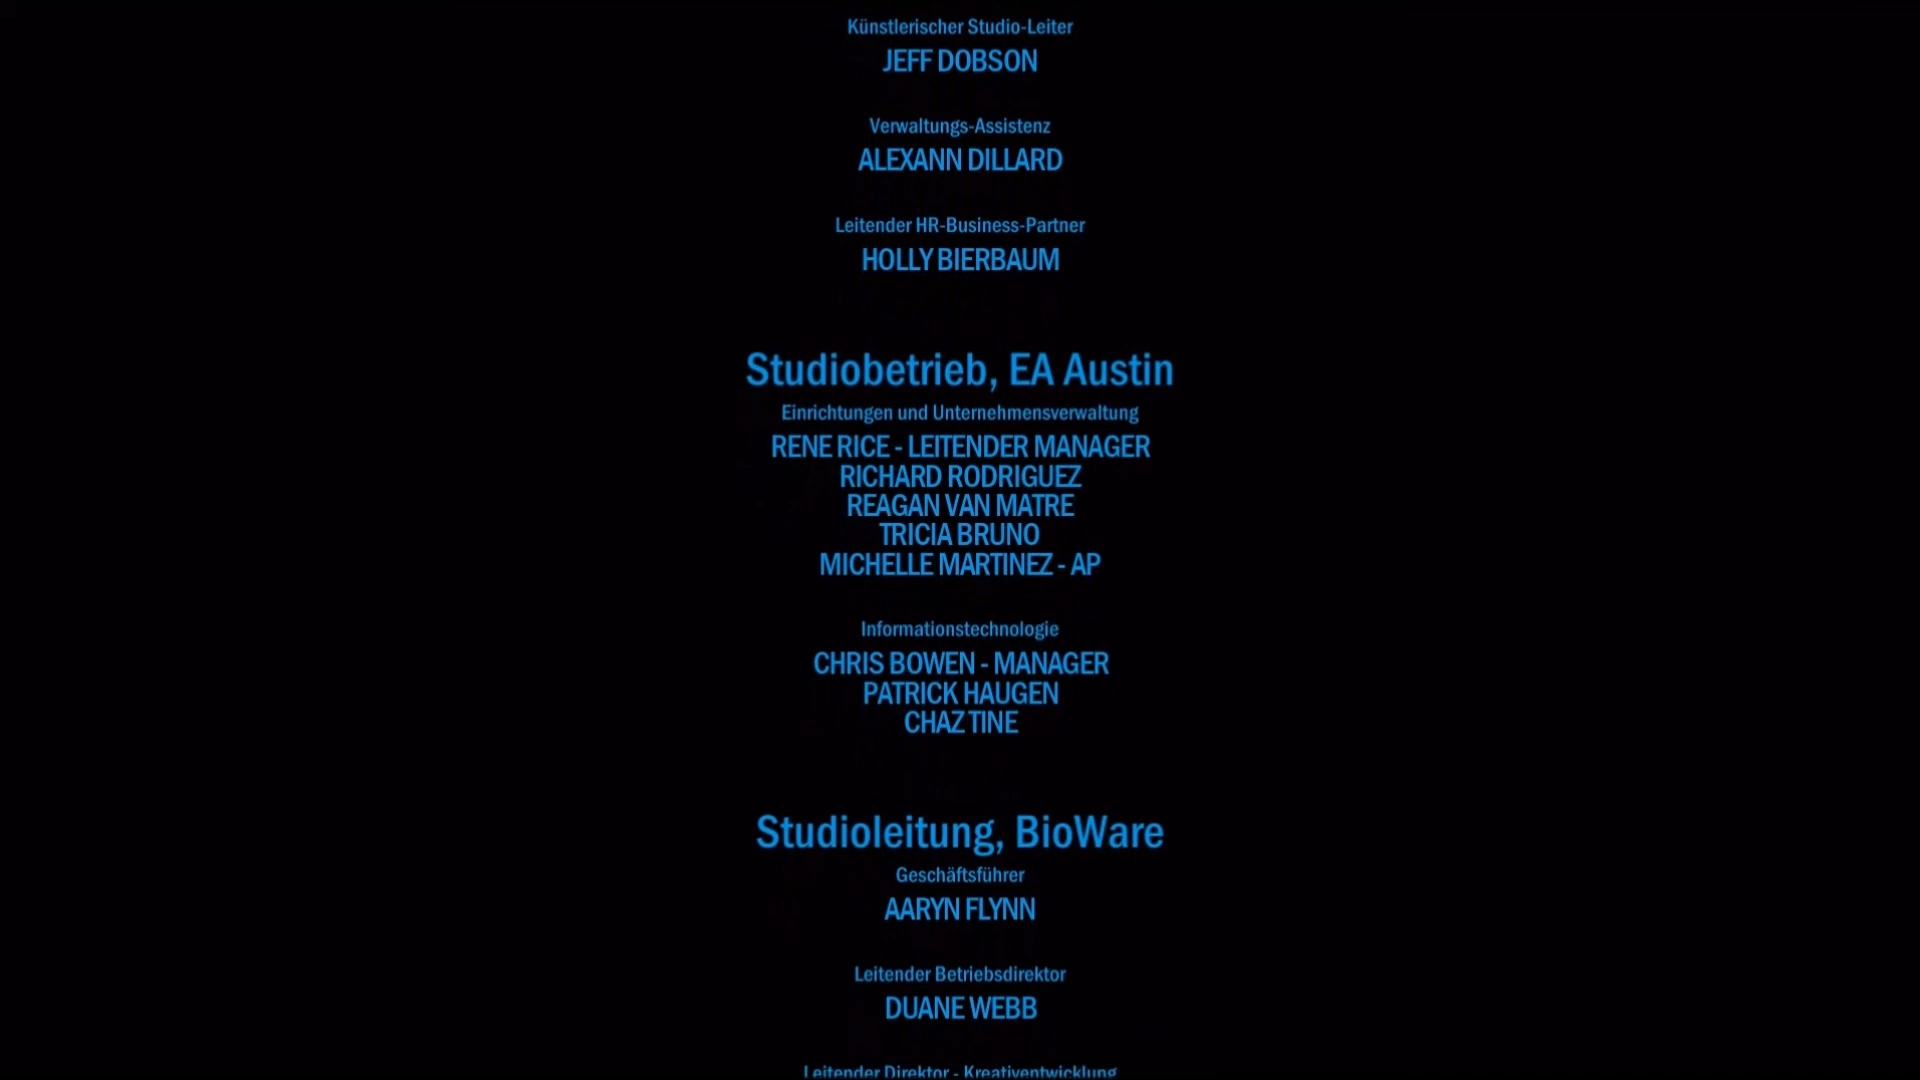 Künstlerischer Studio-Leiter
JEFF DOBSON
Verwaltungs-Assistenz
ALEXANN DILLARD
Leitender HR-Business-Partner
HOLLY BIERBAUM
Studiobetrieb, EA Austin
Einrichtungen und Unternehmensverwaltung
RENE RICE - LEITENDER MANAGER
RICHARD RODRIGUEZ
REAGAN VAN MATRE
TRICIA BRUNO
MICHELLE MARTINEZ - AP
Informationstechnologie
CHRIS BOWEN - MANAGER
PATRICK HAUGEN
CHAZ TINE
Studioleitung, BioWare
Geschäftsführer
AARYN FLYNN
Leitender Betriebsdirektor
DUANE WEBB
Leitender Direktor - Kreativentwicklung